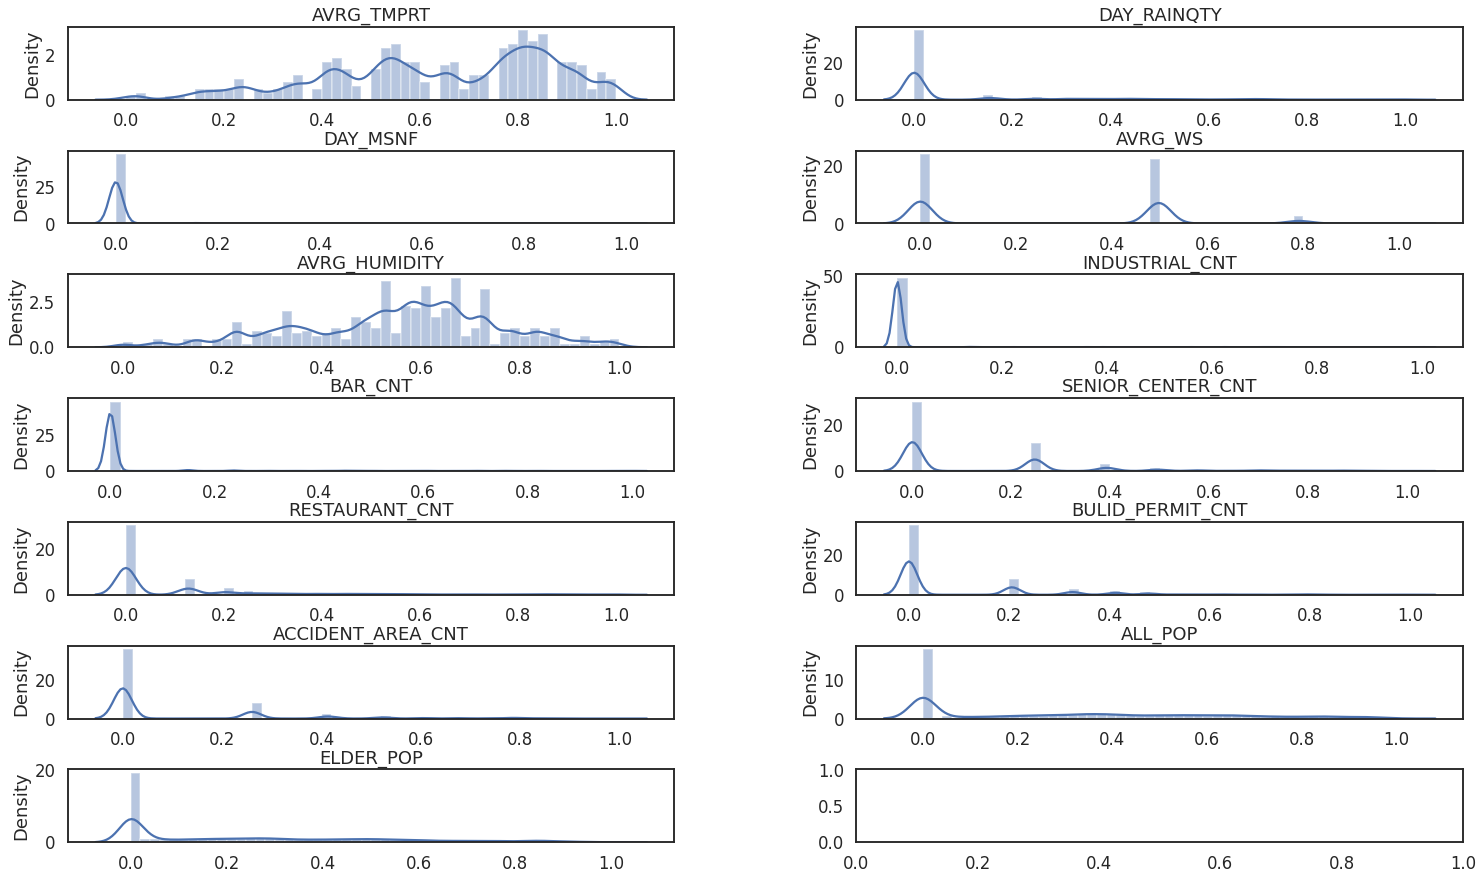 AVRG_TMPRT
Density
2
0
0.0 0.2 0.4 0.6 0.8 1.0
DAY_RAINQTY
Density
20
0
0.0 0.2 0.4 0.6 0.8 1.0
DAY_MSNF
Density
25
0
0.0 0.2 0.4 0.6 0.8 1.0
AVRG_WS
Density
20
0
0.0 0.2 0.4 0.6 0.8 1.0
AVRG_HUMIDITY
Density
2.5
0.0
0.0 0.2 0.4 0.6 0.8 1.0
INDUSTRIAL_CNT
Density
50
0
0.0 0.2 0.4 0.6 0.8 1.0
BAR_CNT
Density
25
0
0.0 0.2 0.4 0.6 0.8 1.0
SENIOR_CENTER_CNT
Density
20
0
0.0 0.2 0.4 0.6 0.8 1.0
RESTAURANT_CNT
Density
20
0
0.0 0.2 0.4 0.6 0.8 1.0
BULID_PERMIT_CNT
Density
20
0
0.0 0.2 0.4 0.6 0.8 1.0
ACCIDENT_AREA_CNT
Density
20
0
0.0 0.2 0.4 0.6 0.8 1.0
ALL_POP
Density
10
0
0.0 0.2 0.4 0.6 0.8 1.0
ELDER_POP
Density
20
0
0.0 0.2 0.4 0.6 0.8 1.0
1.0
0.5
0.0
0.0 0.2 0.4 0.6 0.8 1.0